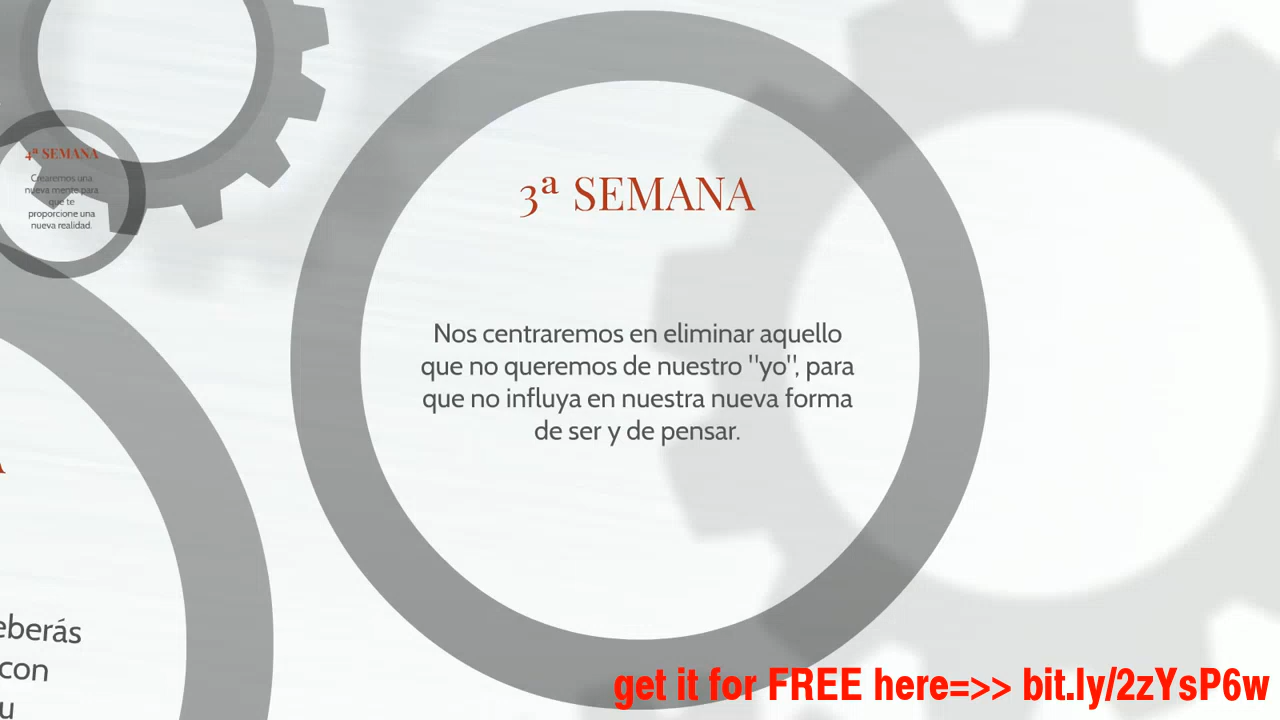 4ª SEMANA
Crearemos una
nueva mente para
que te
proporcione una
nueva realidad.
3ª SEMANA
Nos centraremos en eliminar aquello
que no queremos de nuestro "yo", para
que no influya en nuestra nueva forma
de ser y de pensar.
eberás
con
u
get it for FREE here=>> bit.ly/2zYsP6w